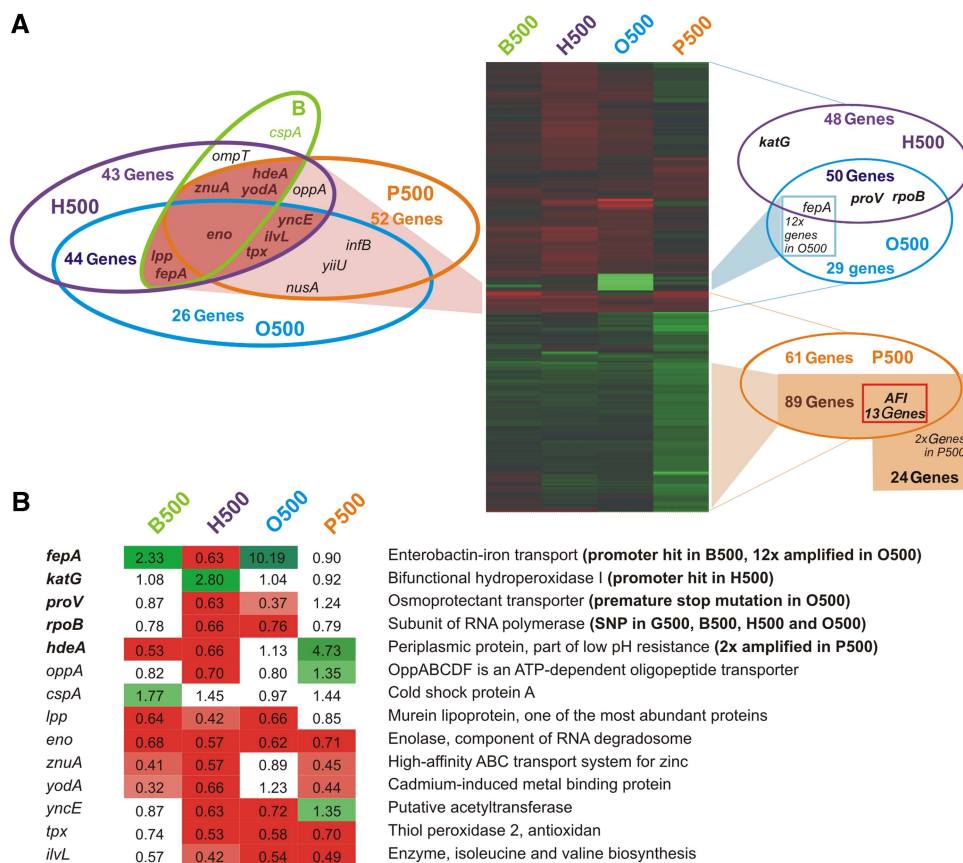 A
B500 H500 O500 P500
B
cspA
ompT
43 Genes
hdeA
znuA yodA oppA
P500
52 Genes
H500
yncE
eno ilvL infB
44 Genes
lpp tpx yiiU
fepA
nusA
26 Genes
O500
48 Genes
H500
katG
50 Genes
proV rpoB
fepA
12x
genes
in O500
O500
29 genes
61 Genes P500
89 Genes
AFI
13 Genes
2xGenes
in P500
24 Genes
B
B500 H500 O500 P500
fepA 2.33 0.63 10.19 0.90 Enterobactin-iron transport (promoter hit in B500, 12x amplified in O500)
katG 1.08 2.80 1.04 0.92 Bifunctional hydroperoxidase I (promoter hit in H500)
proV 0.87 0.63 0.37 1.24 Osmoprotectant transporter (premature stop mutation in O500)
rpoB 0.78 0.66 0.76 0.79 Subunit of RNA polymerase (SNP in G500, B500, H500 and O500)
hdeA 0.53 0.66 1.13 4.73 Periplasmic protein, part of low pH resistance (2x amplified in P500)
oppA 0.82 0.70 0.80 1.35 OppABCDF is an ATP-dependent oligopeptide transporter
cspA 1.77 1.45 0.97 1.44 Cold shock protein A
lpp 0.64 0.42 0.66 0.85 Murein lipoprotein, one of the most abundant proteins
eno 0.68 0.57 0.62 0.71 Enolase, component of RNA degradosome
znuA 0.41 0.57 0.89 0.45 High-affinity ABC transport system for zinc
yodA 0.32 0.66 1.23 0.44 Cadmium-induced metal binding protein
yncE 0.87 0.63 0.72 1.35 Putative acetyltransferase
tpx 0.74 0.53 0.58 0.70 Thiol peroxidase 2, antioxidan
ilvL 0.57 0.42 0.54 0.49 Enzyme, isoleucine and valine biosynthesis